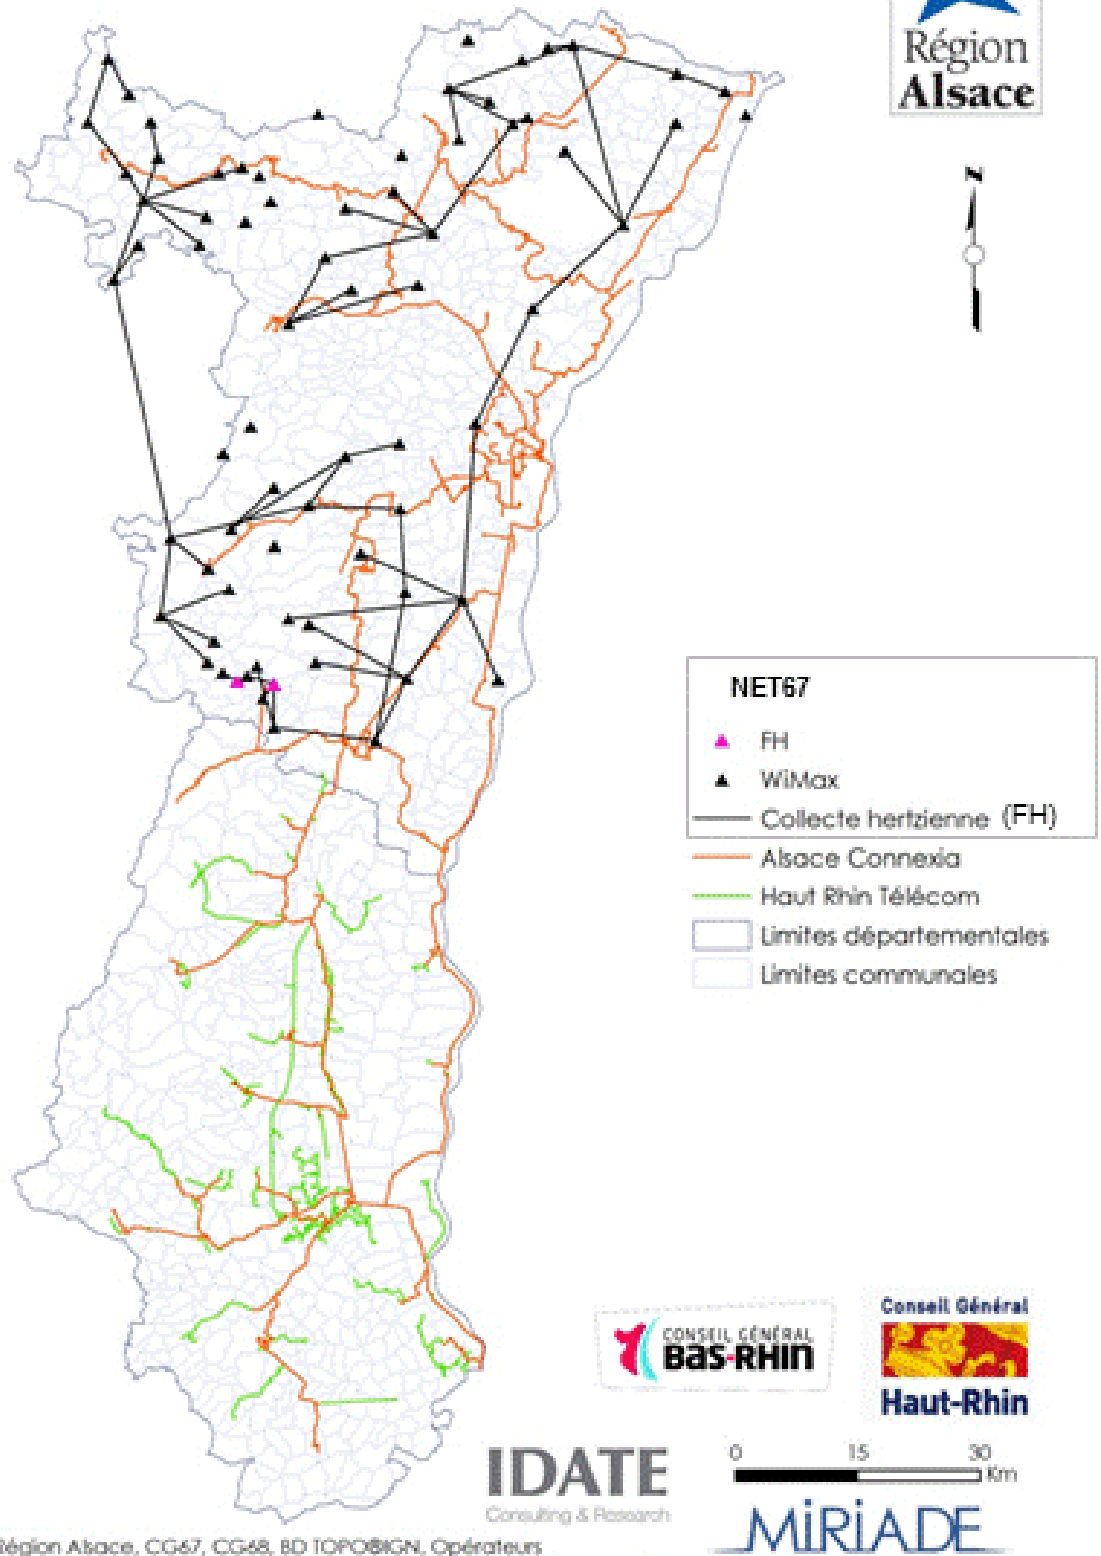 Région
Alsace
N
NET67
FH
WiMax
Collecte hertzienne (FH)
Alsace Connexia
Haut Rhin Télécom
Limites départementales
Limites communales
CONSEIL GÉNÉRAL
BAS-RHIN
Conseil Général
Haut-Rhin
IDATE
Consulting & Research
0 15 30
Km
MiRiADE
Région Alsace, CG67, CG68, BD TOPO®IGN, Opérateurs